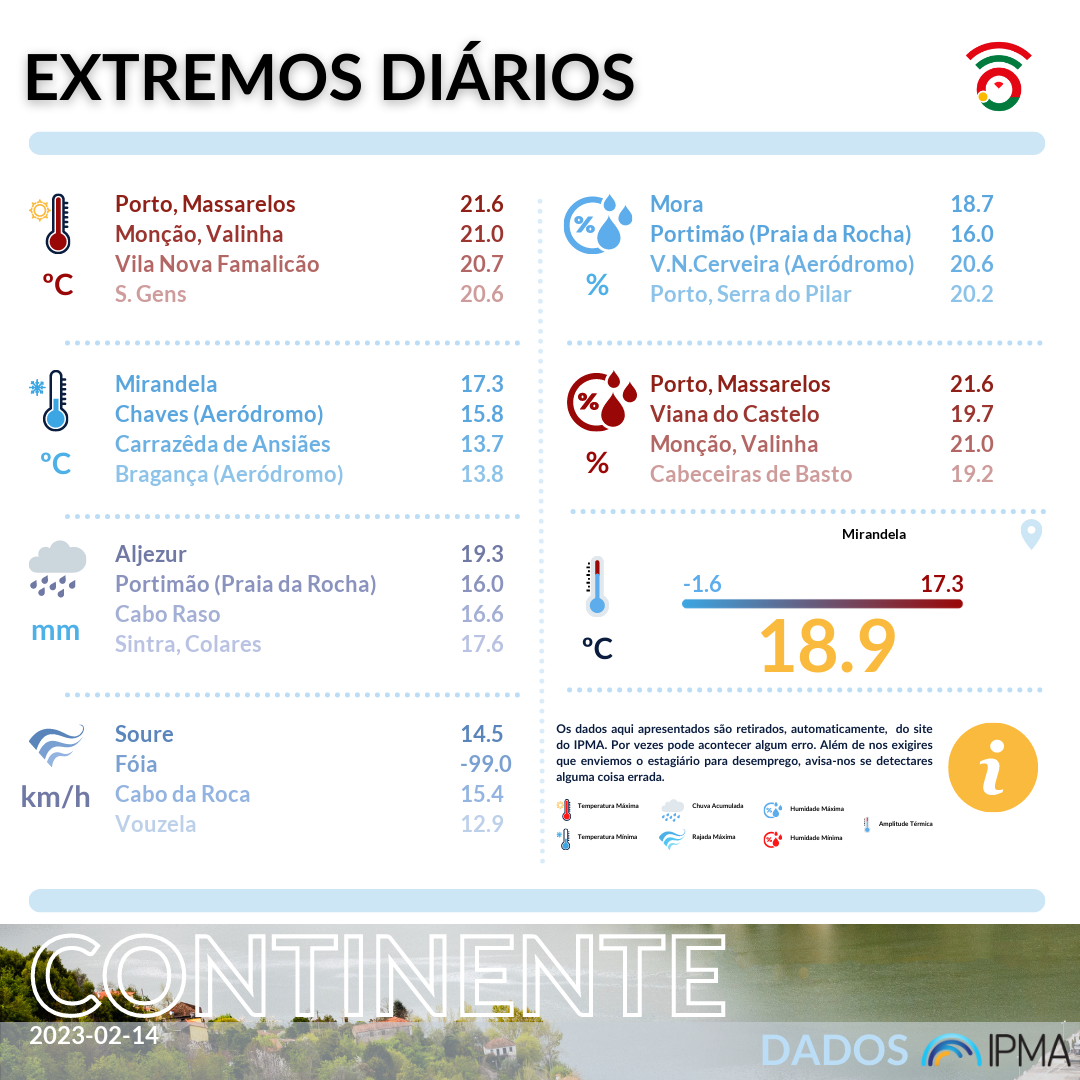 EXTREMOS DIÁRIOS
Porto, Massarelos 21.6
Monção, Valinha 21.0
Vila Nova Famalicão 20.7
S. Gens 20.6
ºC
Mirandela 17.3
Chaves (Aeródromo) 15.8
Carrazêda de Ansiães 13.7
Bragança (Aeródromo) 13.8
ºC
Aljezur 19.3
Portimão (Praia da Rocha) 16.0
Cabo Raso 16.6
Sintra, Colares 17.6
mm
Soure 14.5
Fóia -99.0
Cabo da Roca 15.4
Vouzela 12.9
km/h
%
Mora 18.7
Portimão (Praia da Rocha) 16.0
V.N.Cerveira (Aeródromo) 20.6
Porto, Serra do Pilar 20.2
%
%
Porto, Massarelos 21.6
Viana do Castelo 19.7
Monção, Valinha 21.0
Cabeceiras de Basto 19.2
%
Mirandela
-1.6 17.3
18.9
ºC
Os dados aqui apresentados são retirados, automaticamente, do site
do IPMA. Por vezes pode acontecer algum erro. Além de nos exigires
que enviemos o estagiário para desemprego, avisa-nos se detectares
alguma coisa errada.
i
Temperatura Máxima Chuva Acumulada Humidade Máxima
Amplitude Térmica
Temperatura Mínima Rajada Máxima Humidade Mínima
CONTINENTE
2023-02-14
DADOS IPMA